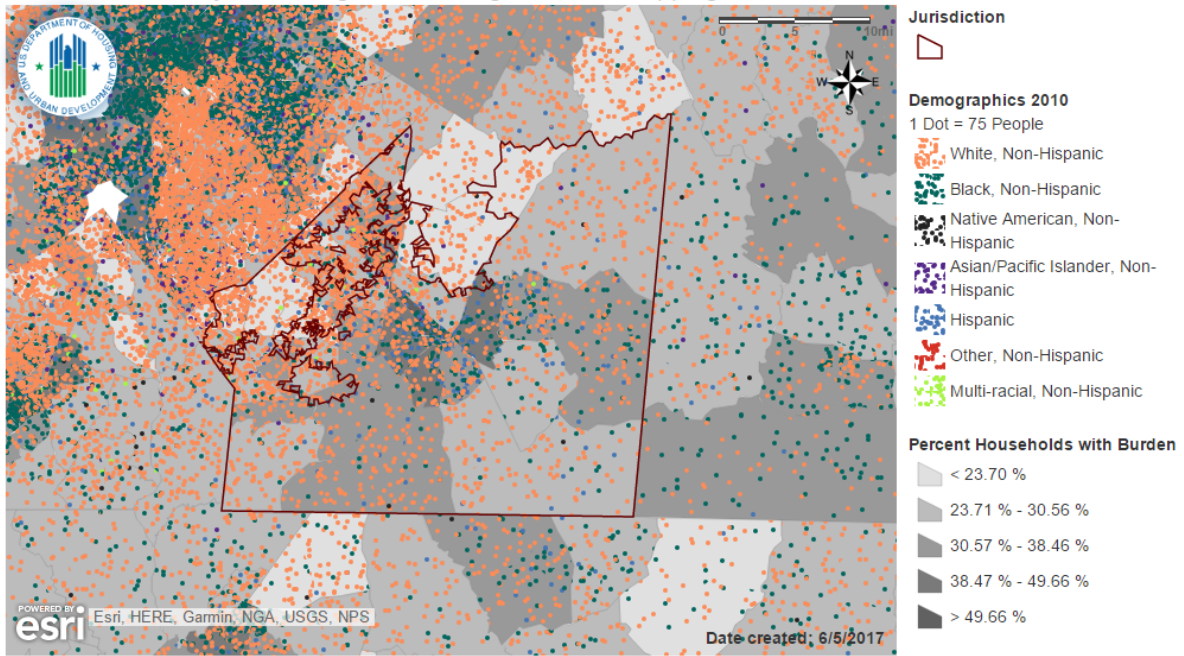 0 5 10mi
N
W E
S
U.S. DEPARTMENT OF HOUSING
AND URBAN DEVELOPMENT
POWERED BY
esri
Esri, HERE, Garmin, NGA, USGS, NPS
Date created: 6/5/2017
Jurisdiction
Demographics 2010
1 Dot = 75 People
White, Non-Hispanic
Black, Non-Hispanic
Native American, Non-
Hispanic
Asian/Pacific Islander, Non-
Hispanic
Hispanic
Other, Non-Hispanic
Multi-racial, Non-Hispanic
Percent Households with Burden
< 23.70 %
23.71 % - 30.56 %
30.57 % - 38.46 %
38.47 % - 49.66 %
> 49.66 %